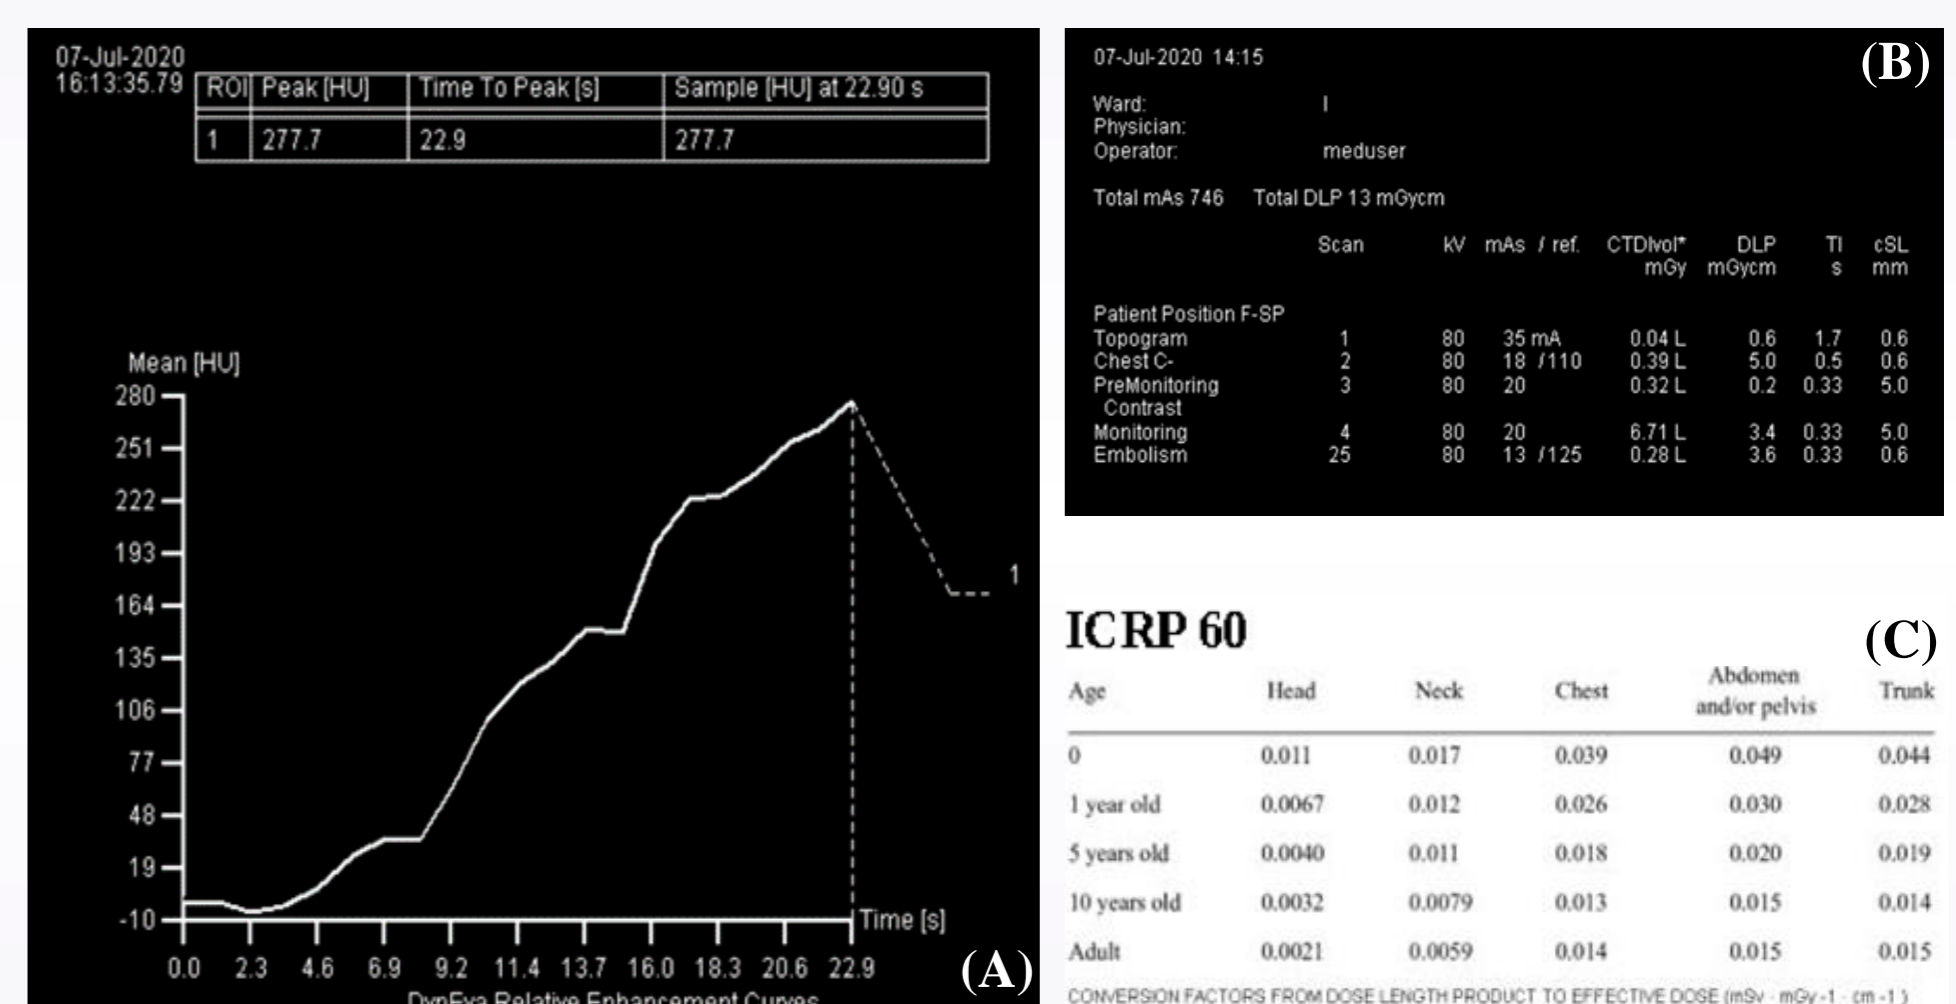 07-Jul-2020
16:13:35.79
ROI Peak [HU] Time To Peak [s] Sample [HU] at 22.90 s
1 277.7 22.9 277.7
Mean [HU]
280
251
222
193
164
135
106
77
48
19
-10
1
Time [s]
0.0 2.3 4.6 6.9 9.2 11.4 13.7 16.0 18.3 20.6 22.9
DynEva Relative Enhancement Curves
(A)
07-Jul-2020 14:15
(B)
Ward: I
Physician:
Operator: meduser
Total mAs 746 Total DLP 13 mGycm
Scan kV mAs / ref. CTDIvol* DLP TI cSL
mGy mGycm s mm
Patient Position F-SP
Topogram 1 80 35 mA 0.04 L 0.6 1.7 0.6
Chest C- 2 80 18 /110 0.39 L 5.0 0.5 0.6
PreMonitoring 3 80 20 0.32 L 0.2 0.33 5.0
Contrast
Monitoring 4 80 20 6.71 L 3.4 0.33 5.0
Embolism 25 80 13 /125 0.28 L 3.6 0.33 0.6
ICRP 60
(C)
Age Head Neck Chest Abdomen and/or pelvis Trunk
0 0.011 0.017 0.039 0.049 0.044
1 year old 0.0067 0.012 0.026 0.030 0.028
5 years old 0.0040 0.011 0.018 0.020 0.019
10 years old 0.0032 0.0079 0.013 0.015 0.014
Adult 0.0021 0.0059 0.014 0.015 0.015
CONVERSION FACTORS FROM DOSE LENGTH PRODUCT TO EFFECTIVE DOSE (mSv · mGy -1 · cm -1 )